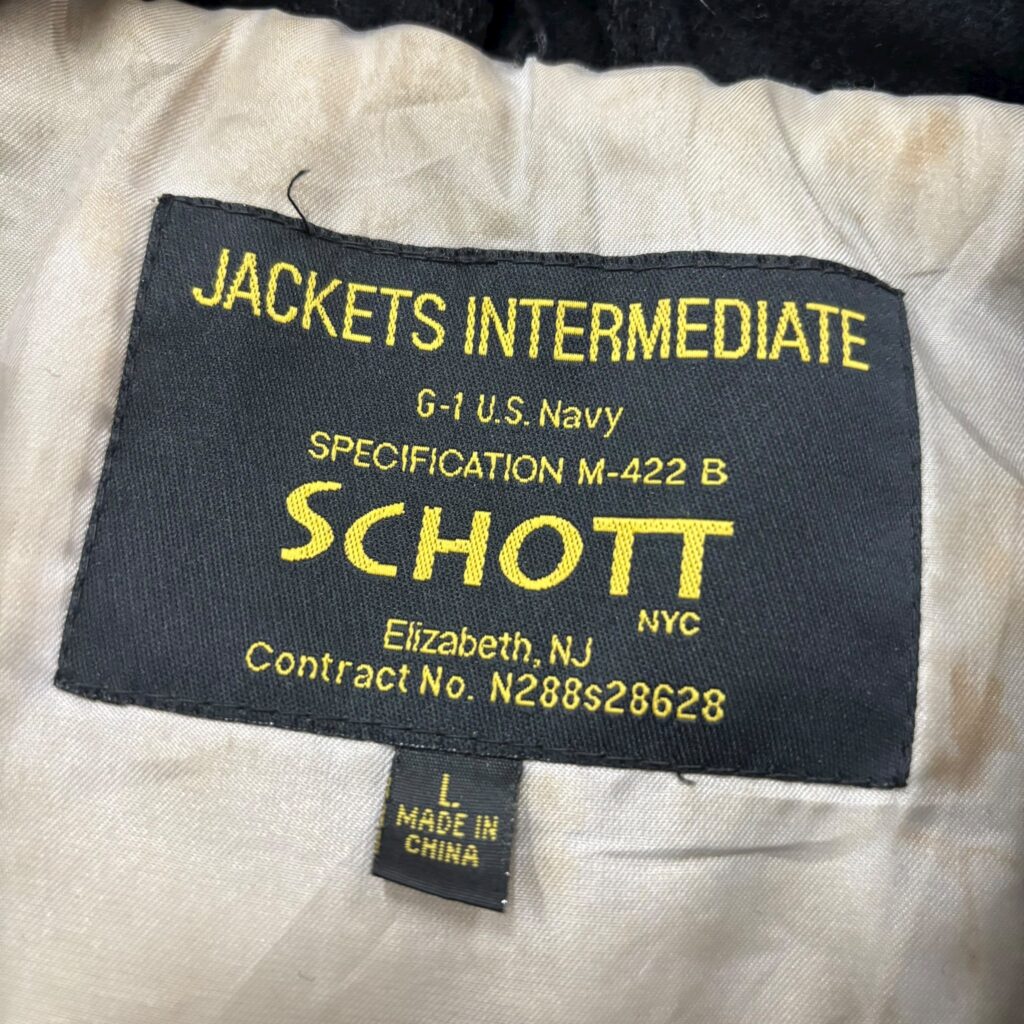 JACKETS INTERMEDIATE
G-1 U.S. Navy
SPECIFICATION M-422 B
SCHOTT
NYC
Elizabeth, NJ
Contract No. N288s28628
L
MADE IN
CHINA